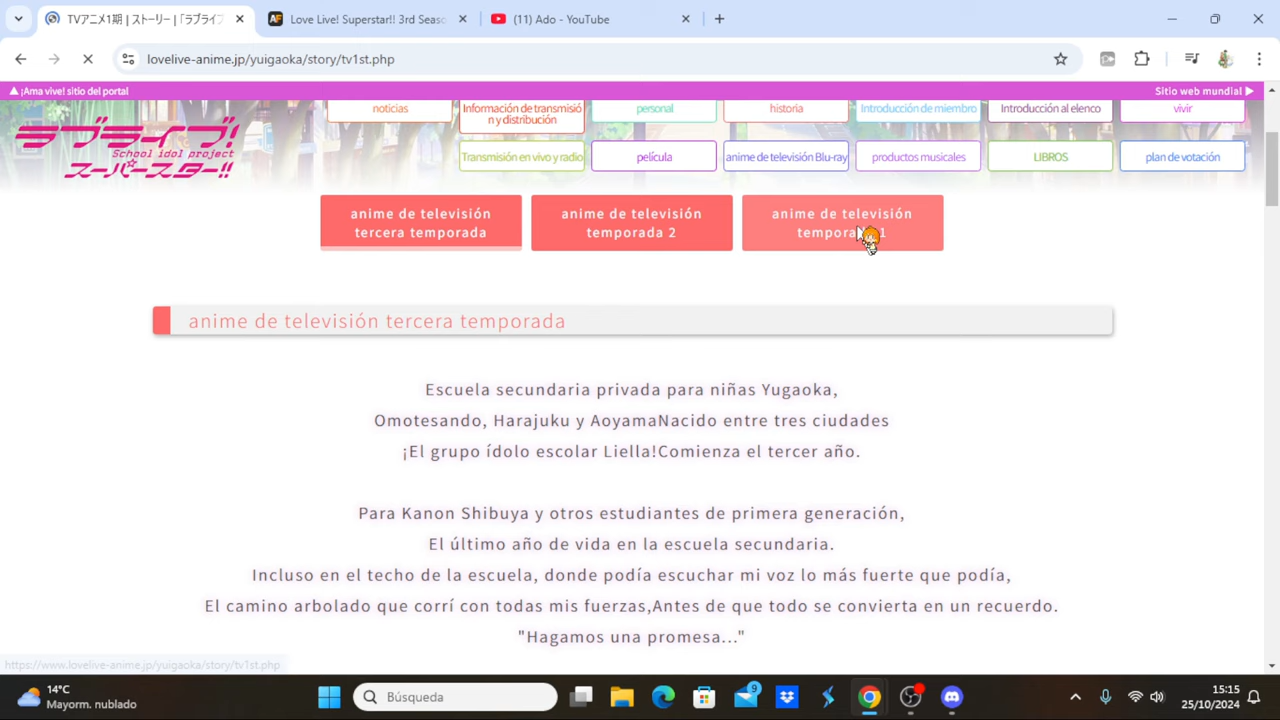 TVアニメ1期 | ストーリー | 「ラブライブ
Love Live! Superstar!! 3rd Seaso
(11) Ado - YouTube
lovelive-anime.jp/yuigaoka/story/tv1st.php
▲¡Ama vive! sitio del portal
Sitio web mundial ▶
noticias
Información de transmisió
n y distribución
personal
historia
Introducción de miembro
Introducción al elenco
vivir
ラブライブ!
School idol project
スーパースター!!
Transmisión en vivo y radio
película
anime de televisión Blu-ray
productos musicales
LIBROS
plan de votación
anime de televisión
tercera temporada
anime de televisión
temporada 2
anime de televisión
temporada 1
anime de televisión tercera temporada
Escuela secundaria privada para niñas Yugaoka,
Omotesando, Harajuku y AoyamaNacido entre tres ciudades
¡El grupo ídolo escolar Liella!Comienza el tercer año.
Para Kanon Shibuya y otros estudiantes de primera generación,
El último año de vida en la escuela secundaria.
Incluso en el techo de la escuela, donde podía escuchar mi voz lo más fuerte que podía,
El camino arbolado que corrí con todas mis fuerzas,Antes de que todo se convierta en un recuerdo.
"Hagamos una promesa..."
https://www.lovelive-anime.jp/yuigaoka/story/tv1st.php
14°C
Mayorm. nublado
Búsqueda
9
15:15
25/10/2024